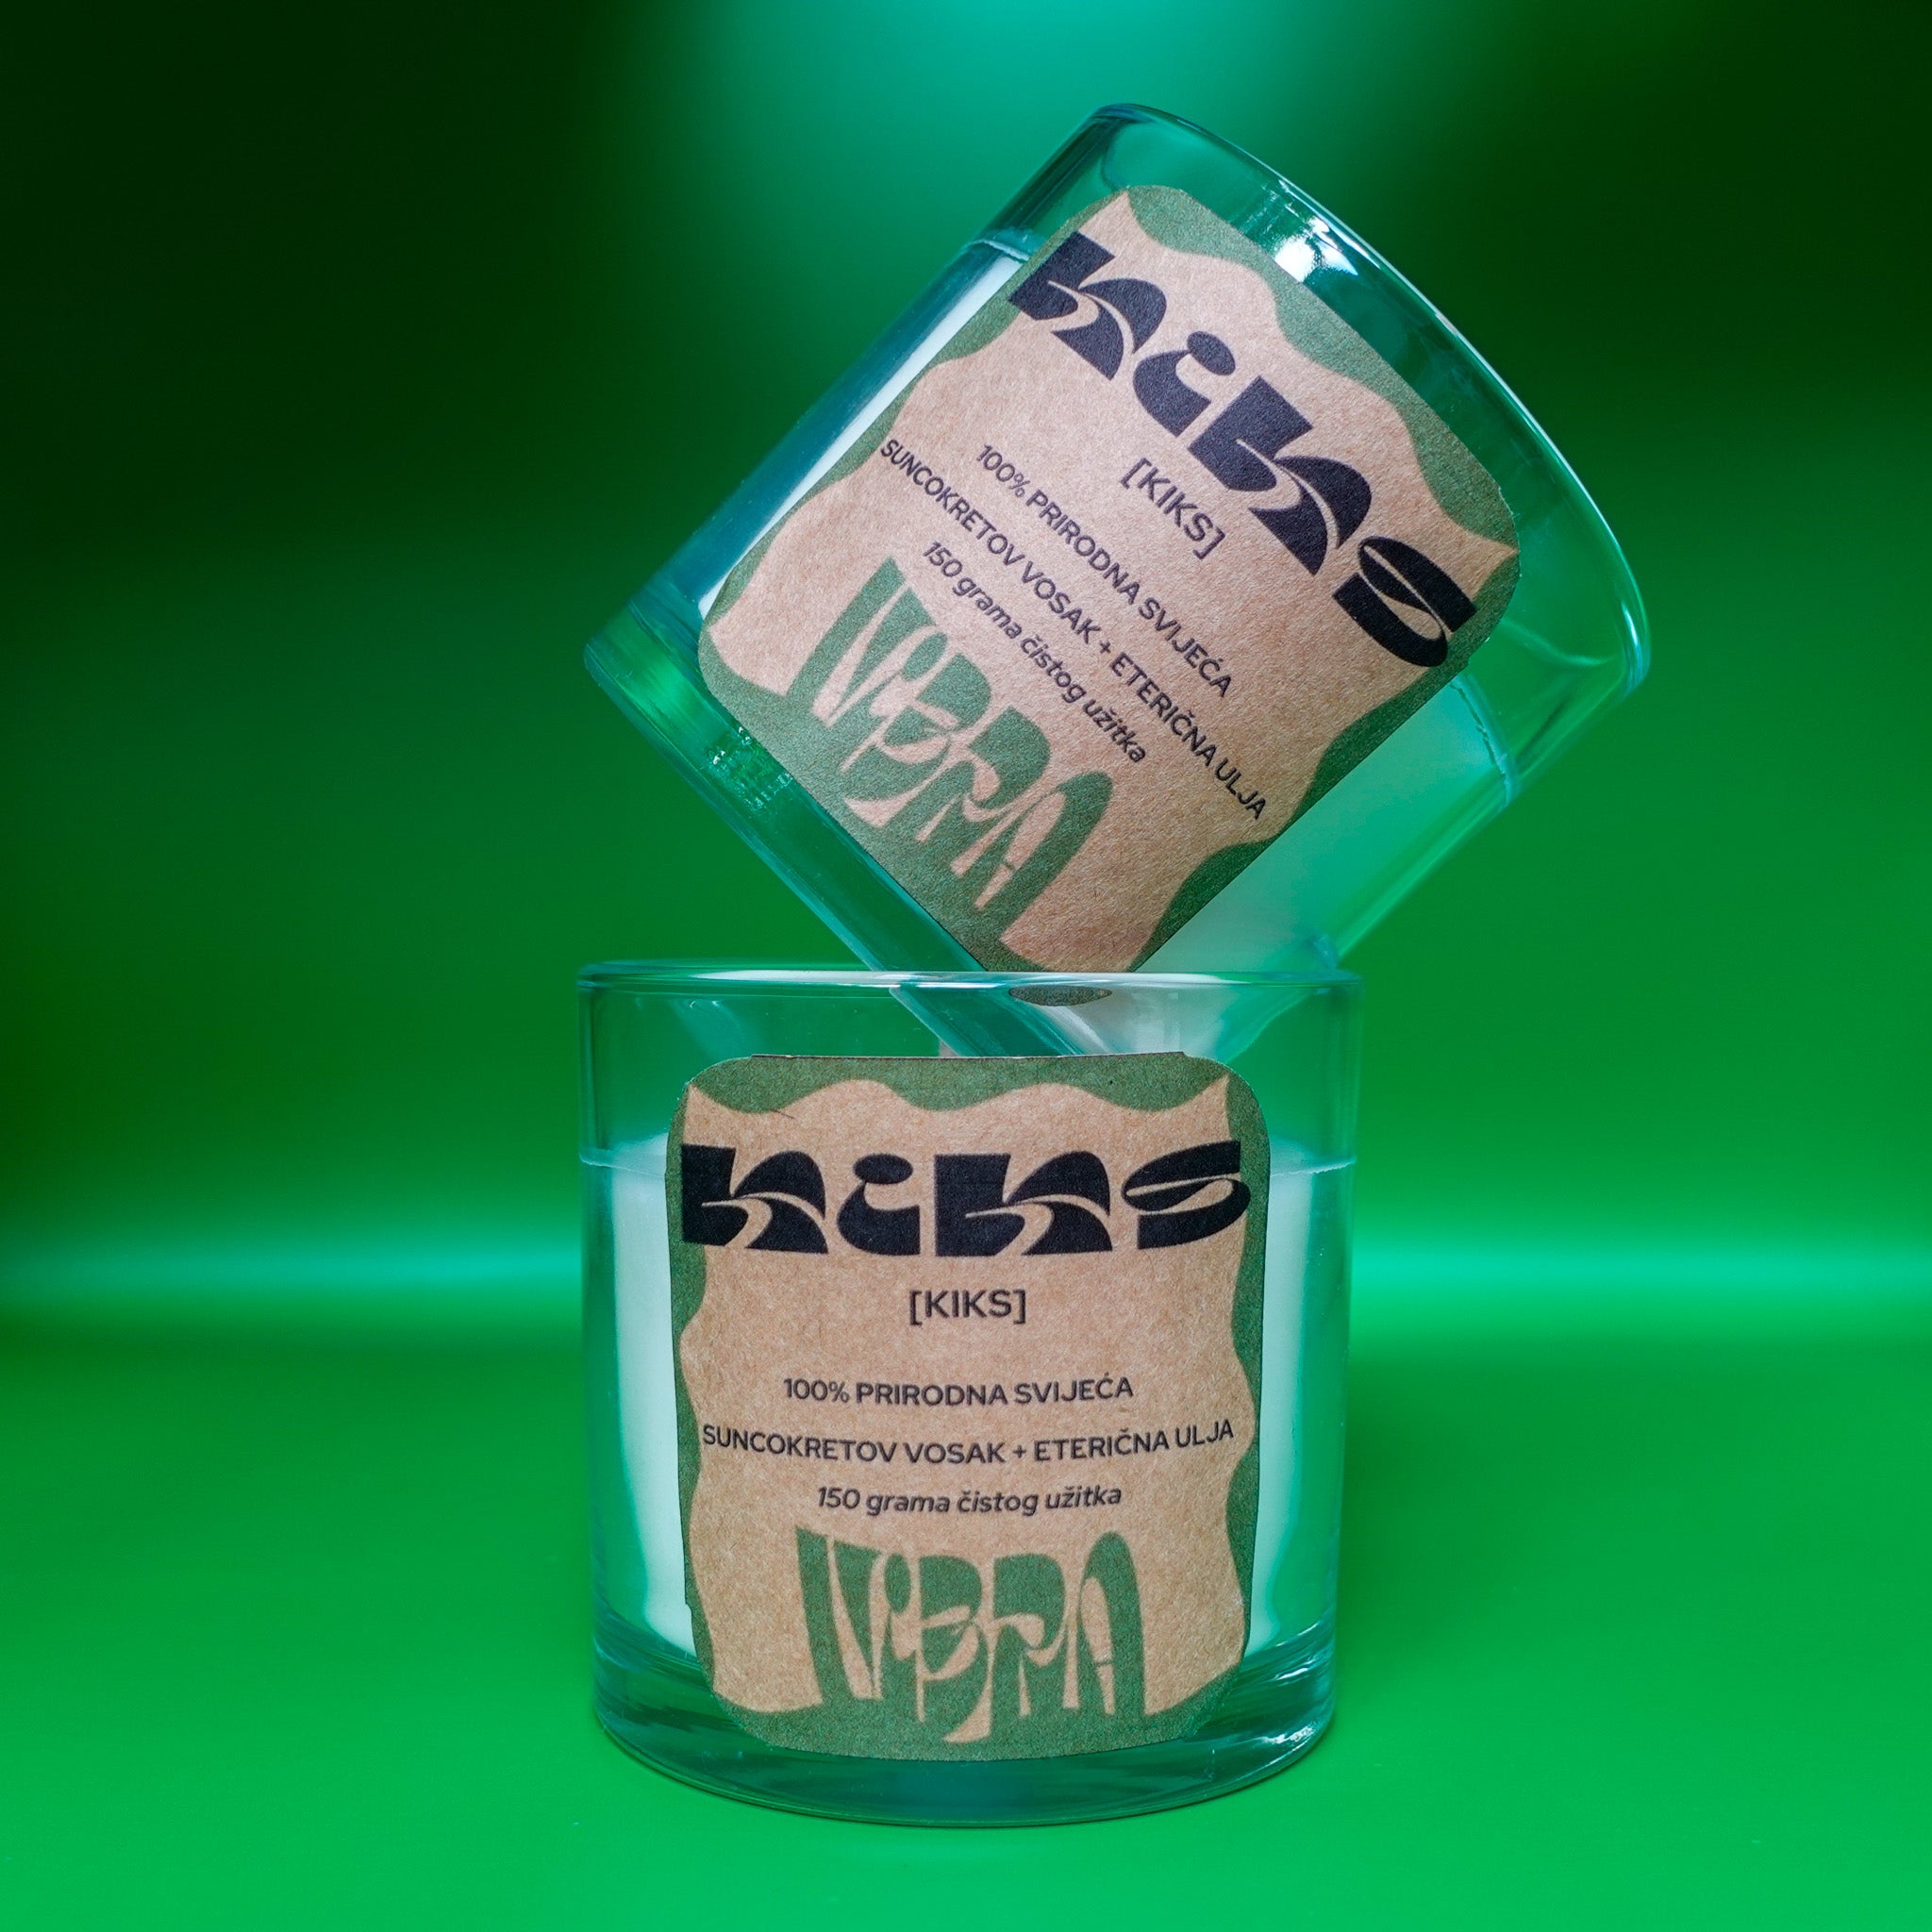 KIKS
[KIKS]
100% PRIRODNA SVIJEĆA
SUNCOKRETOV VOSAK + ETERIČNA ULJA
150 grama čistog užitka
VIBRA
KIKS
[KIKS]
100% PRIRODNA SVIJEĆA
SUNCOKRETOV VOSAK + ETERIČNA ULJA
150 grama čistog užitka
VIBRA